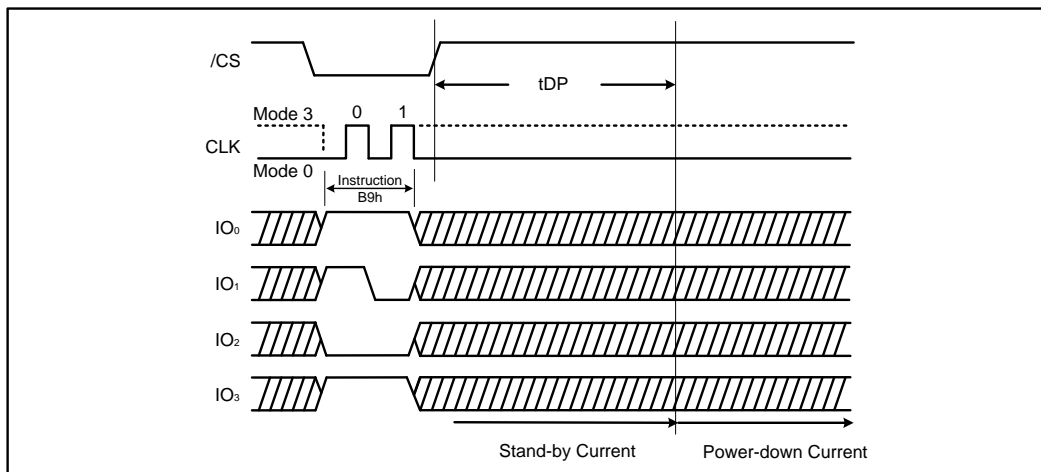 /CS
tDP
Mode 3
0 1
CLK
Mode 0
Instruction
B9h
IO₀
IO₁
IO₂
IO₃
Stand-by Current
Power-down Current